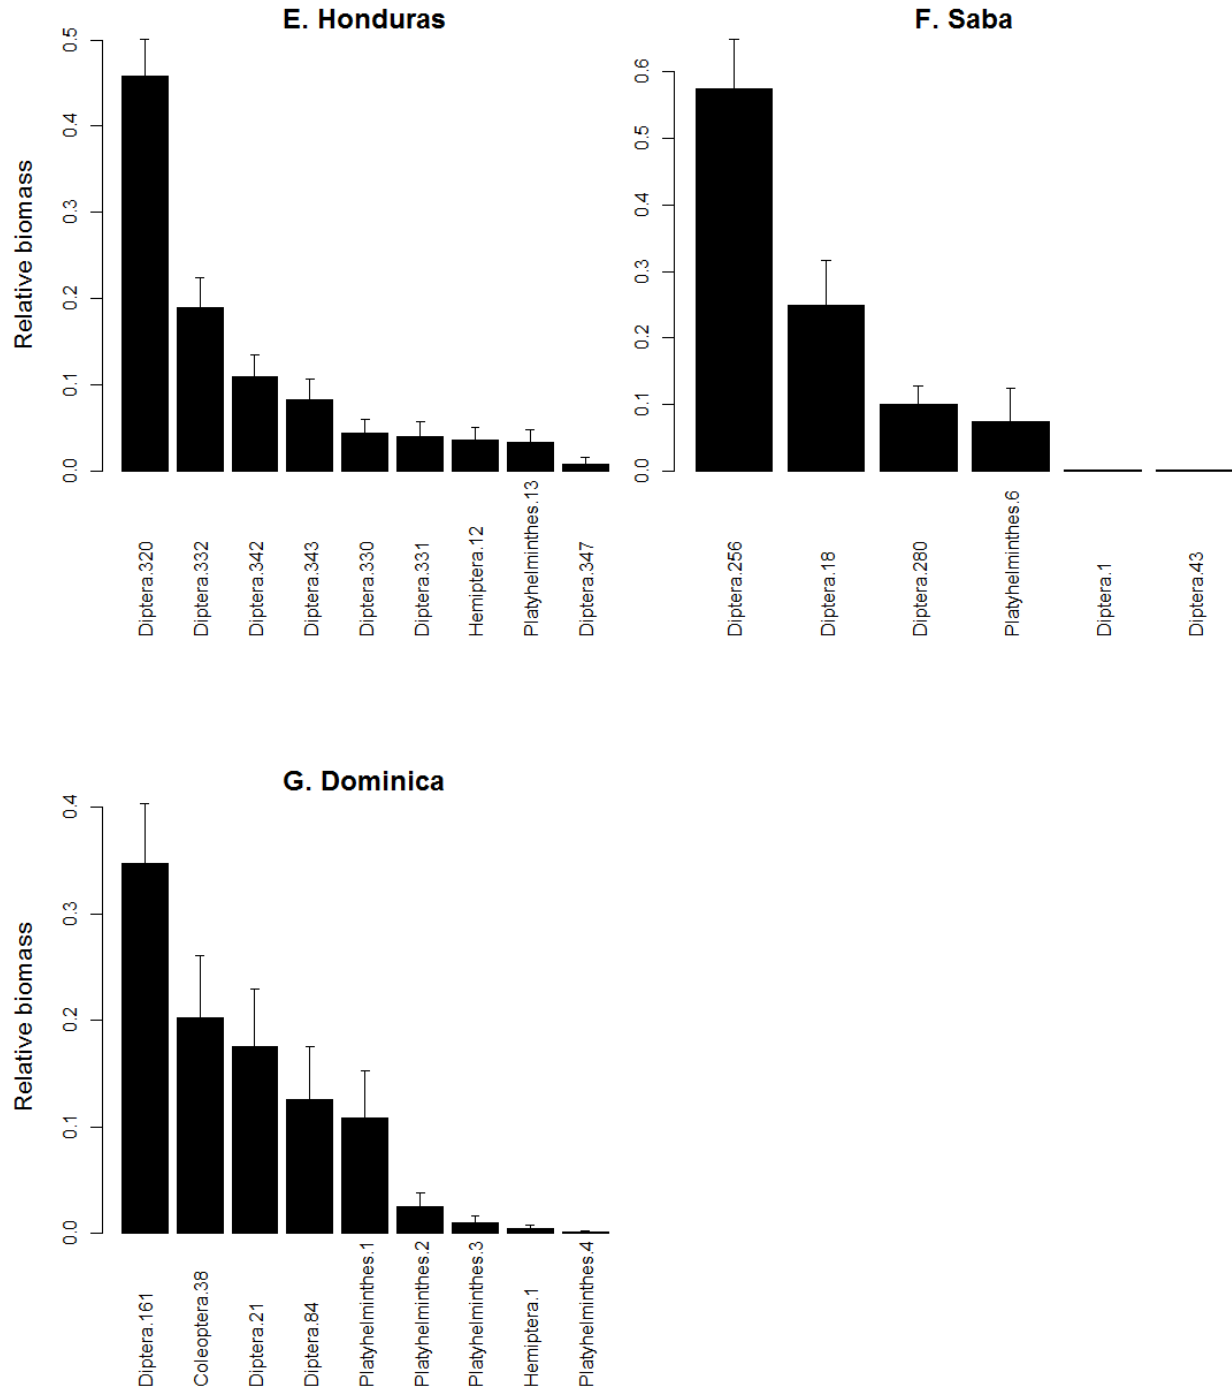 E. Honduras
Relative biomass
0.5
0.4
0.3
0.2
0.1
0.0
Diptera.320
Diptera.332
Diptera.342
Diptera.343
Diptera.330
Diptera.331
Hemiptera.12
Platyhelminthes.13
Diptera.347
F. Saba
0.6
0.5
0.4
0.3
0.2
0.1
0.0
Diptera.256
Diptera.18
Diptera.280
Platyhelminthes.6
Diptera.1
Diptera.43
G. Dominica
Relative biomass
0.4
0.3
0.2
0.1
0.0
Diptera.161
Coleoptera.38
Diptera.21
Diptera.84
Platyhelminthes.1
Platyhelminthes.2
Platyhelminthes.3
Hemiptera.1
Platyhelminthes.4